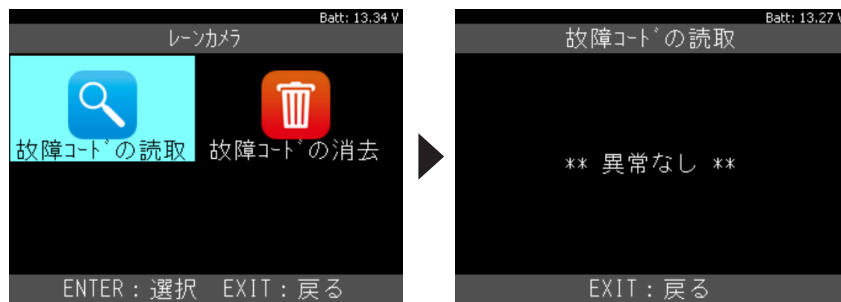 Batt: 13.34 V
レーンカメラ
故障コードの読取
故障コードの消去
ENTER：選択 EXIT：戻る
Batt: 13.27 V
故障コードの読取
** 異常なし **
EXIT：戻る